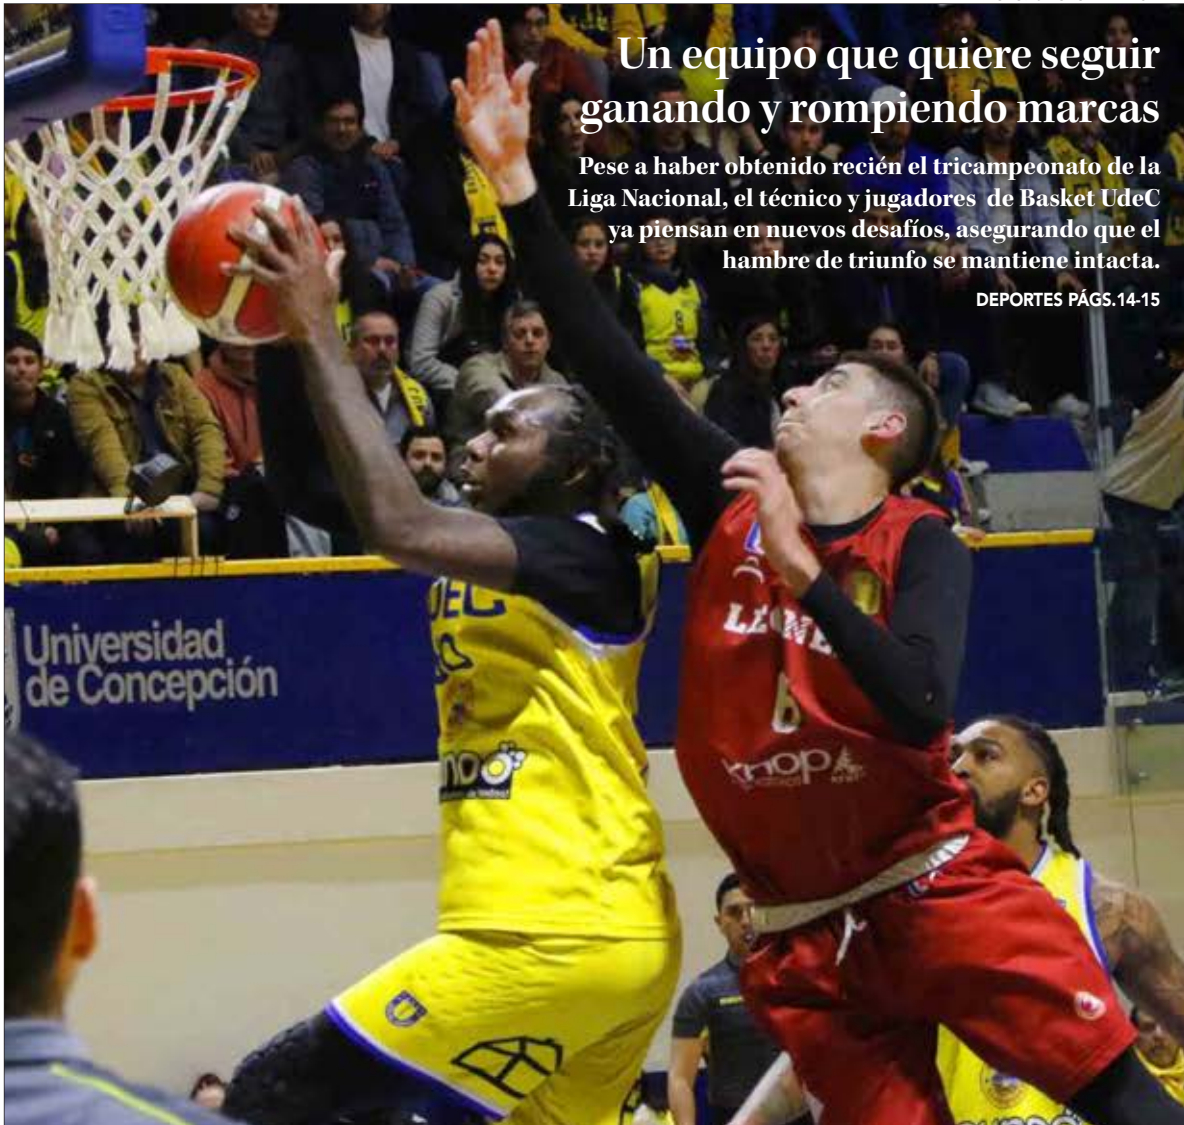 Un equipo que quiere seguir
ganando y rompiendo marcas
Pese a haber obtenido recién el tricampeonato de la
Liga Nacional, el técnico y jugadores de Basket UdeC
ya piensan en nuevos desafíos, asegurando que el
hambre de triunfo se mantiene intacta.
DEPORTES PÁGS.14-15
Universidad
de Concepción
6
knop